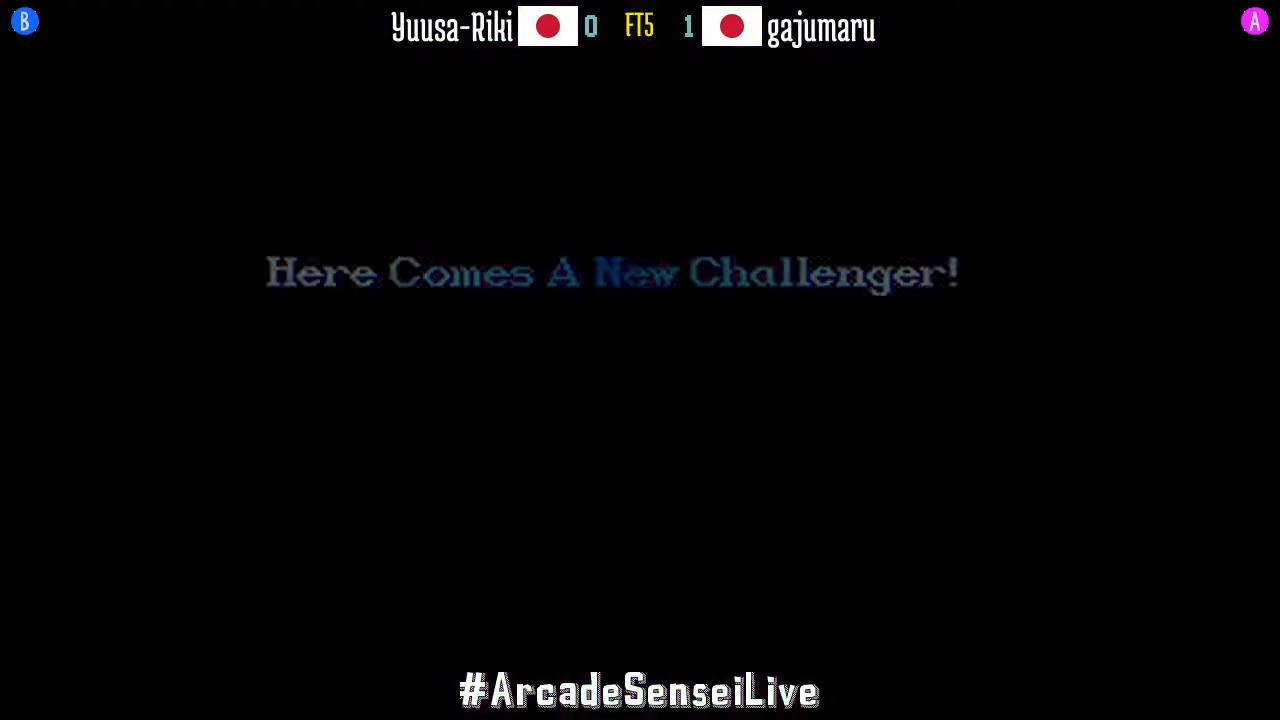 B Yuusa-Riki 0 FT5 1 gajumaru A
Here Comes A New Challenger!
#ArcadeSenseiLive